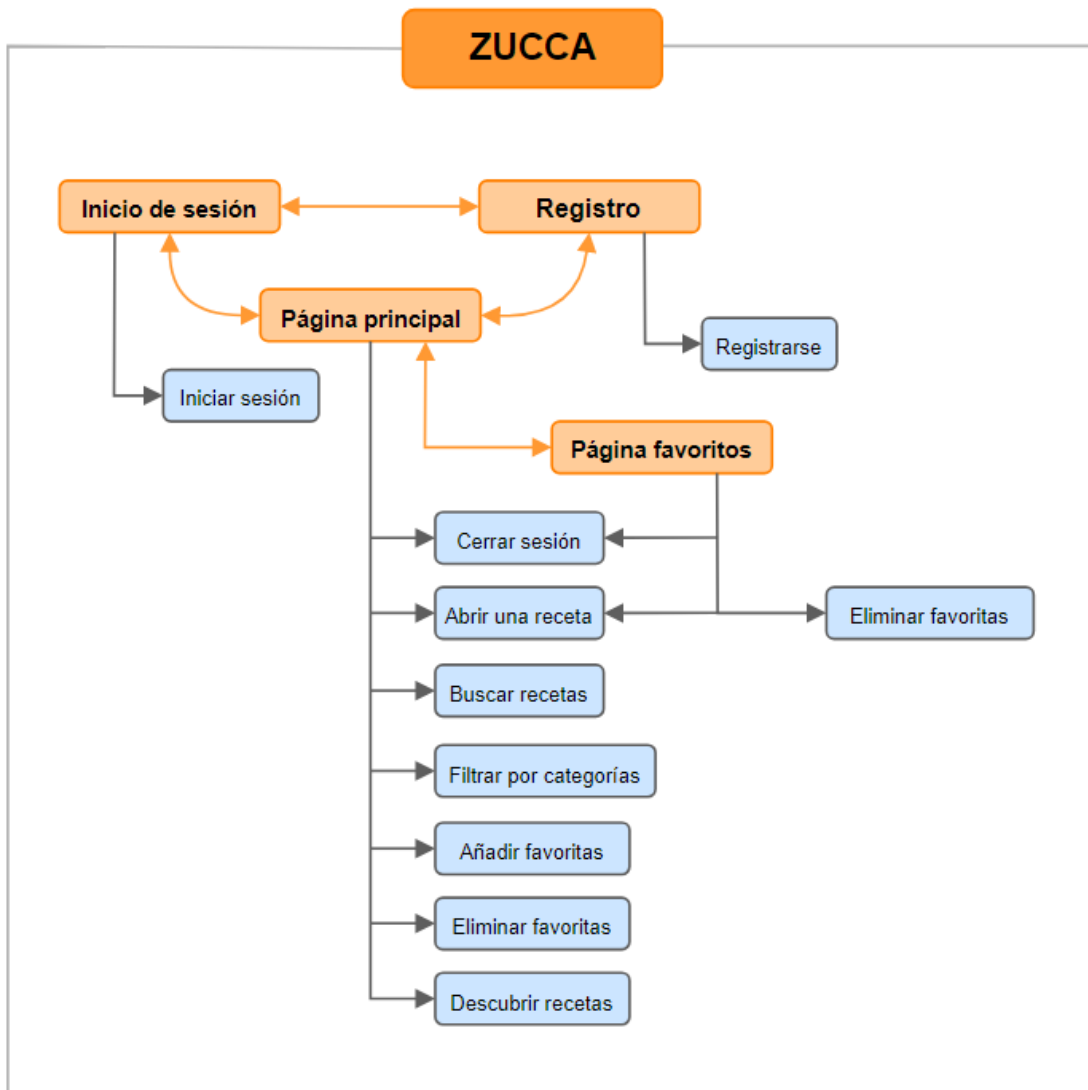 ZUCCA
Inicio de sesión
Registro
Página principal
Registrarse
Iniciar sesión
Página favoritos
Cerrar sesión
Abrir una receta
Eliminar favoritas
Buscar recetas
Filtrar por categorías
Añadir favoritas
Eliminar favoritas
Descubrir recetas